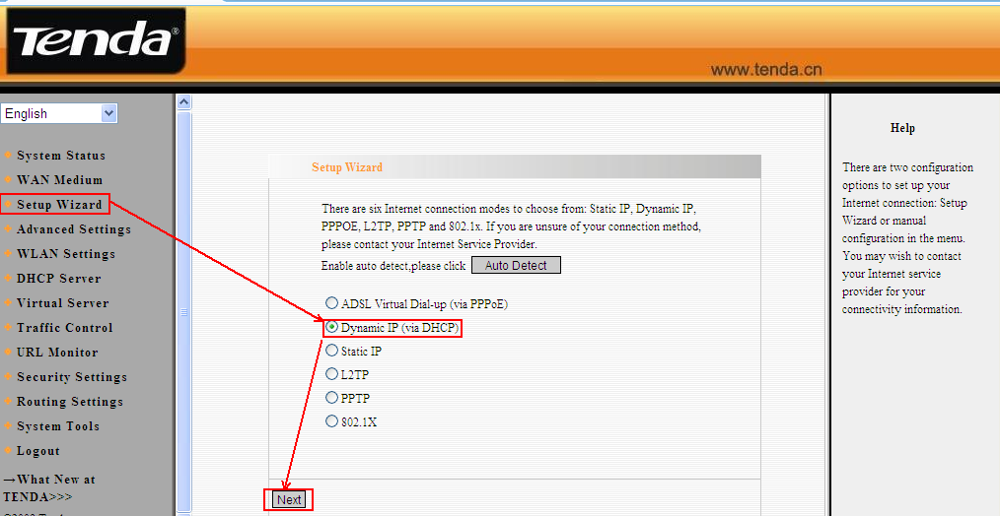 Tenda®
www.tenda.cn
English
System Status
WAN Medium
Setup Wizard
Advanced Settings
WLAN Settings
DHCP Server
Virtual Server
Traffic Control
URL Monitor
Security Settings
Routing Settings
System Tools
Logout
→What New at
TENDA>>>
Setup Wizard
There are six Internet connection modes to choose from: Static IP, Dynamic IP,
PPPOE, L2TP, PPTP and 802.1x. If you are unsure of your connection method,
please contact your Internet Service Provider.
Enable auto detect,please click Auto Detect
ADSL Virtual Dial-up (via PPPoE)
Dynamic IP (via DHCP)
Static IP
L2TP
PPTP
802.1X
Next
Help
There are two configuration
options to set up your
Internet connection: Setup
Wizard or manual
configuration in the menu.
You may wish to contact
your Internet service
provider for your
connectivity information.